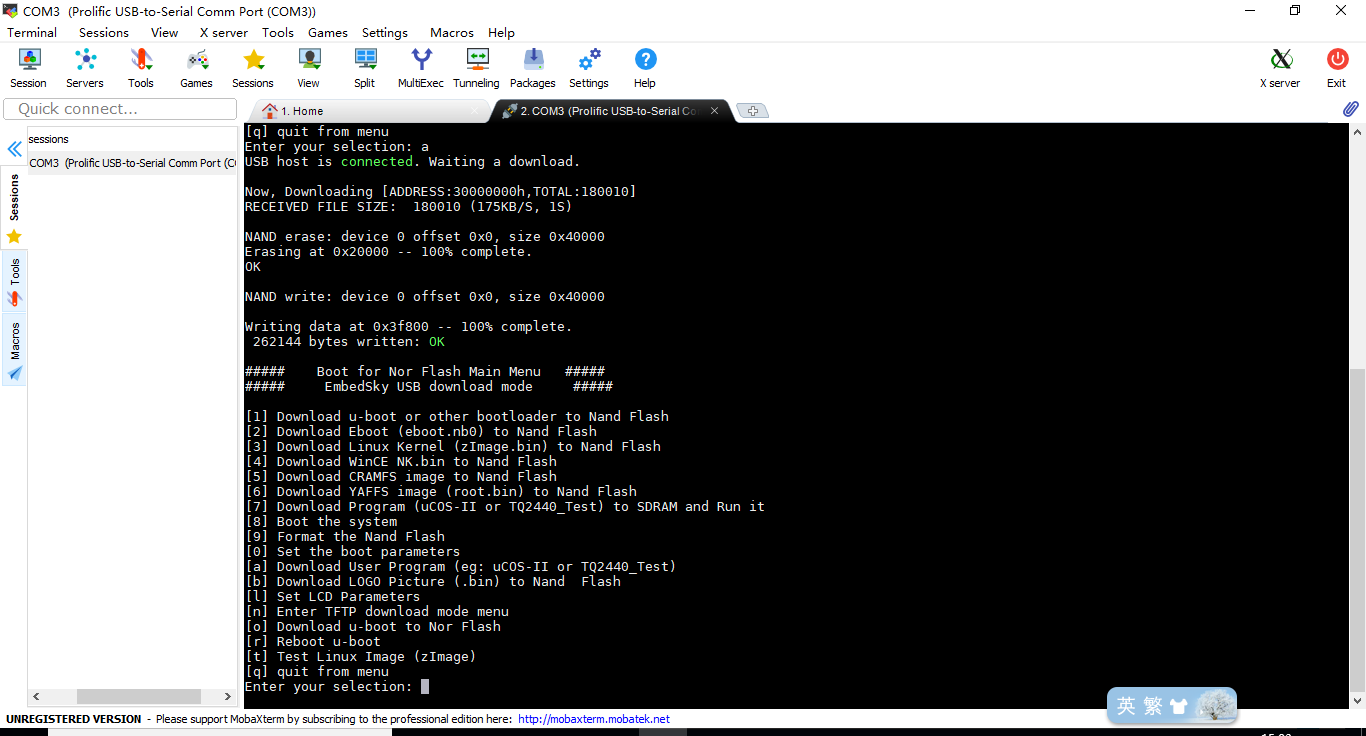 COM3  (Prolific USB-to-Serial Comm Port (COM3))
Terminal Sessions View X server Tools Games Settings Macros Help
Session Servers Tools Games Sessions View Split MultiExec Tunneling Packages Settings Help X server Exit
Quick connect...
1. Home
2. COM3 (Prolific USB-to-Serial Co
sessions
COM3  (Prolific USB-to-Serial Comm Port (C
Sessions
Tools
Macros
[q] quit from menu
Enter your selection: a
USB host is connected. Waiting a download.
Now, Downloading [ADDRESS:30000000h,TOTAL:180010]
RECEIVED FILE SIZE:  180010 (175KB/S, 1S)
NAND erase: device 0 offset 0x0, size 0x40000
Erasing at 0x20000 -- 100% complete.
OK
NAND write: device 0 offset 0x0, size 0x40000
Writing data at 0x3f800 -- 100% complete.
 262144 bytes written: OK
#####    Boot for Nor Flash Main Menu   #####
#####     EmbedSky USB download mode     #####
[1] Download u-boot or other bootloader to Nand Flash
[2] Download Eboot (eboot.nb0) to Nand Flash
[3] Download Linux Kernel (zImage.bin) to Nand Flash
[4] Download WinCE NK.bin to Nand Flash
[5] Download CRAMFS image to Nand Flash
[6] Download YAFFS image (root.bin) to Nand Flash
[7] Download Program (uCOS-II or TQ2440_Test) to SDRAM and Run it
[8] Boot the system
[9] Format the Nand Flash
[0] Set the boot parameters
[a] Download User Program (eg: uCOS-II or TQ2440_Test)
[b] Download LOGO Picture (.bin) to Nand  Flash
[l] Set LCD Parameters
[n] Enter TFTP download mode menu
[o] Download u-boot to Nor Flash
[r] Reboot u-boot
[t] Test Linux Image (zImage)
[q] quit from menu
Enter your selection:
英 繁
UNREGISTERED VERSION  -  Please support MobaXterm by subscribing to the professional edition here:  http://mobaxterm.mobatek.net